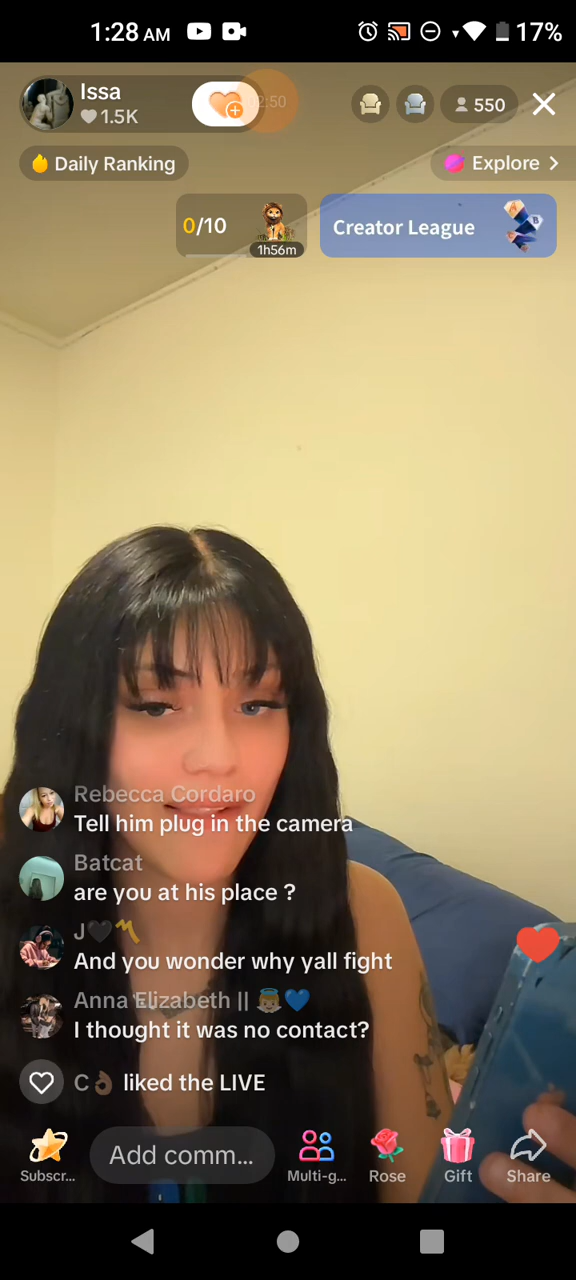 1:28 AM
17%
Issa
1.5K
2:50
550
Daily Ranking
Explore
0/10
1h56m
Creator League
Rebecca Cordaro
Tell him plug in the camera
Batcat
are you at his place ?
J🖤〽️
And you wonder why yall fight
Anna Elizabeth || 👼🏼💙
I thought it was no contact?
C👌🏾 liked the LIVE
Add comm...
Subscr...
Multi-g...
Rose
Gift
Share